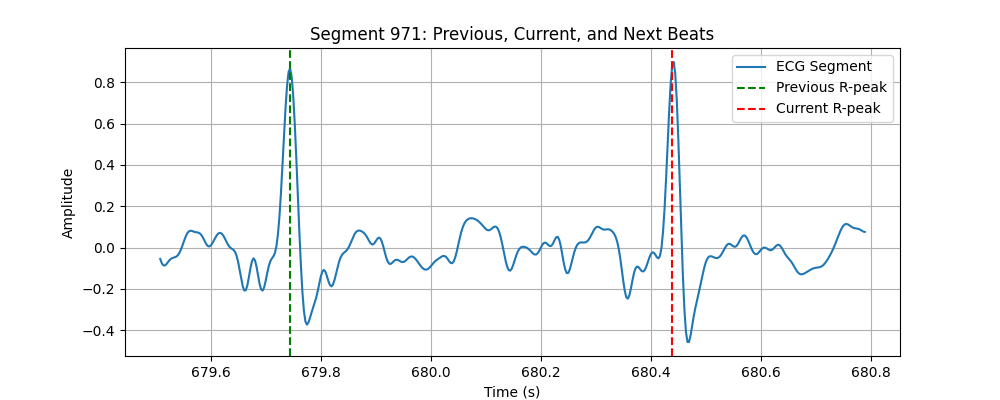 Segment 971: Previous, Current, and Next Beats
ECG Segment
Previous R-peak
Current R-peak
0.8
0.6
0.4
0.2
0.0
−0.2
−0.4
Amplitude
679.6 679.8 680.0 680.2 680.4 680.6 680.8
Time (s)